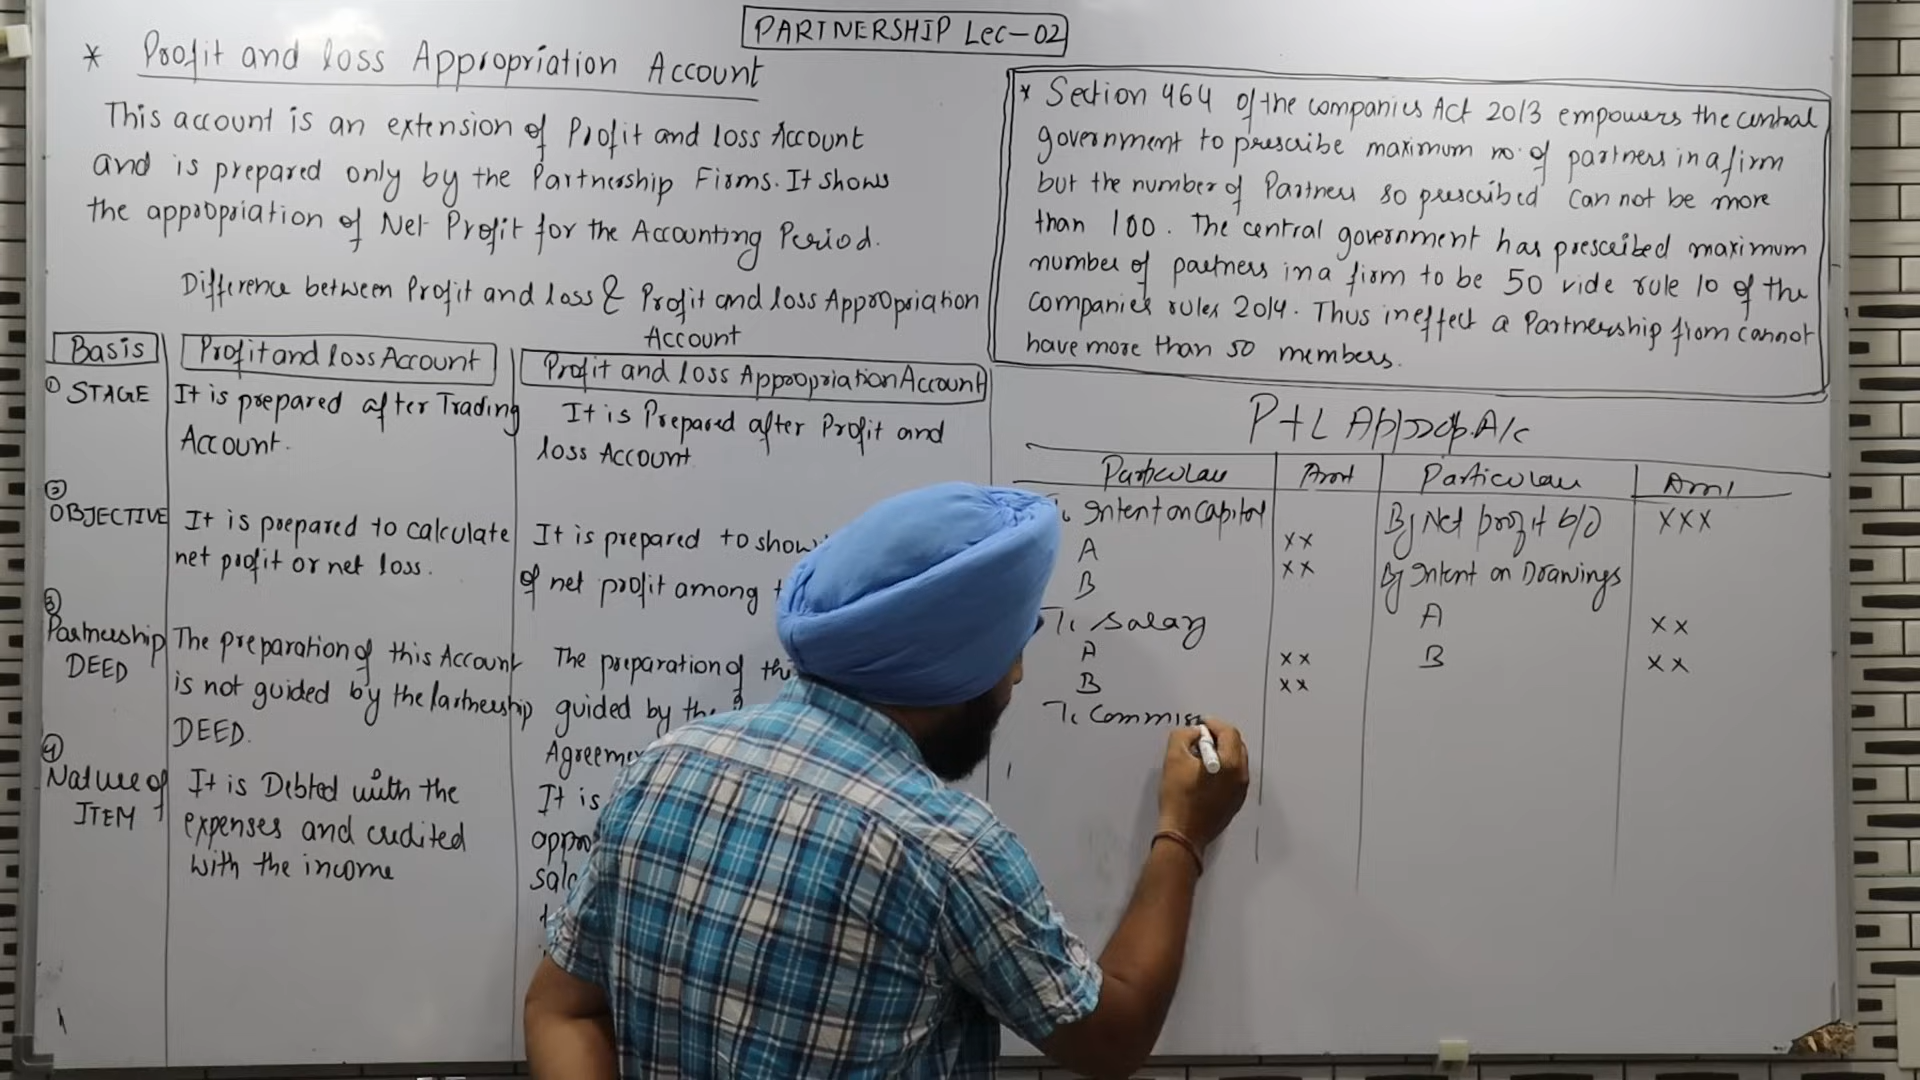 PARTNERSHIP Lec-02
* Profit and loss Appropriation Account
This account is an extension of Profit and loss Account
and is prepared only by the Partnership Firms. It shows
the appropriation of Net Profit for the Accounting Period.
Difference between Profit and loss & Profit and loss Appropriation
Account
Basis
Profit and loss Account
Profit and loss Appropriation Account
① STAGE
It is prepared after Trading
Account.
It is Prepared after Profit and
loss Account
② OBJECTIVE
It is prepared to calculate
net profit or net loss.
It is prepared to show
of net profit among
③ Partnership
DEED
The preparation of this Account
is not guided by the Partnership
DEED.
The preparation of
guided by the
④ Nature of
ITEM
It is Debted with the
expenses and credited
with the income
It is
* Section 464 of the companies Act 2013 empowers the central
government to prescribe maximum no. of partners in a firm
but the number of Partners so prescribed can not be more
than 100. The central government has prescribed maximum
number of partners in a firm to be 50 vide rule 10 of the
companies rules 2014. Thus in effect a Partnership from cannot
have more than 50 members.
P+L Approp. A/c
Particulars Amt Particulars Amt
Interest on Capital By Net profit b/d XXX
A XX
B XX
By Interest on Drawings
A XX
B XX
To Salary
A XX
B XX
To Commis